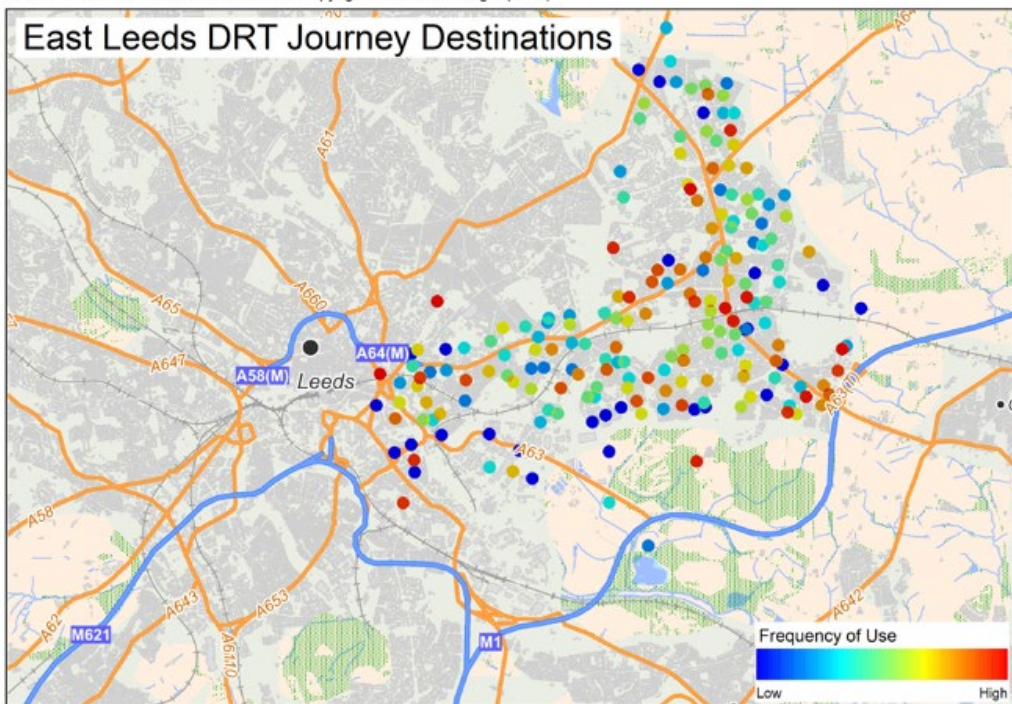 East Leeds DRT Journey Destinations
A64
A61
A660
A65
A647
A64(M)
A58(M)
Leeds
A63(M)
A63
A58
A62
A643
A653
M621
A6110
M1
A642
Frequency of Use
Low
High